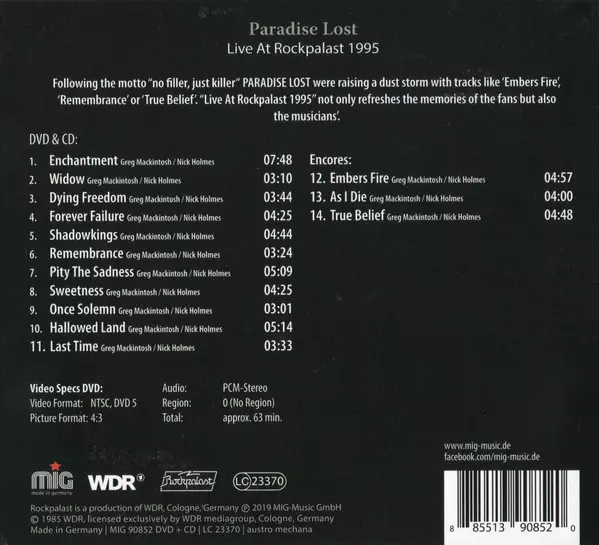 Paradise Lost
Live At Rockpalast 1995
Following the motto "no filler, just killer" PARADISE LOST were raising a dust storm with tracks like 'Embers Fire',
'Remembrance' or 'True Belief'. "Live At Rockpalast 1995" not only refreshes the memories of the fans but also
the musicians'.
DVD & CD:
1. Enchantment Greg Mackintosh / Nick Holmes 07:48
2. Widow Greg Mackintosh / Nick Holmes 03:10
3. Dying Freedom Greg Mackintosh / Nick Holmes 03:44
4. Forever Failure Greg Mackintosh / Nick Holmes 04:25
5. Shadowkings Greg Mackintosh / Nick Holmes 04:44
6. Remembrance Greg Mackintosh / Nick Holmes 03:24
7. Pity The Sadness Greg Mackintosh / Nick Holmes 05:09
8. Sweetness Greg Mackintosh / Nick Holmes 04:25
9. Once Solemn Greg Mackintosh / Nick Holmes 03:01
10. Hallowed Land Greg Mackintosh / Nick Holmes 05:14
11. Last Time Greg Mackintosh / Nick Holmes 03:33
Encores:
12. Embers Fire Greg Mackintosh / Nick Holmes 04:57
13. As I Die Greg Mackintosh / Nick Holmes 04:00
14. True Belief Greg Mackintosh / Nick Holmes 04:48
Video Specs DVD:
Video Format: NTSC, DVD 5
Picture Format: 4:3
Audio: PCM-Stereo
Region: 0 (No Region)
Total: approx. 63 min.
www.mig-music.de
facebook.com/mig-music.de
MIG
made in germany
WDR
Rockpalast
LC 23370
Rockpalast is a production of WDR, Cologne, Germany ℗ 2019 MIG-Music GmbH
© 1985 WDR, licensed exclusively by WDR mediagroup, Cologne, Germany
Made in Germany | MIG 90852 DVD + CD | LC 23370 | austro mechana
8 85513 90852 0